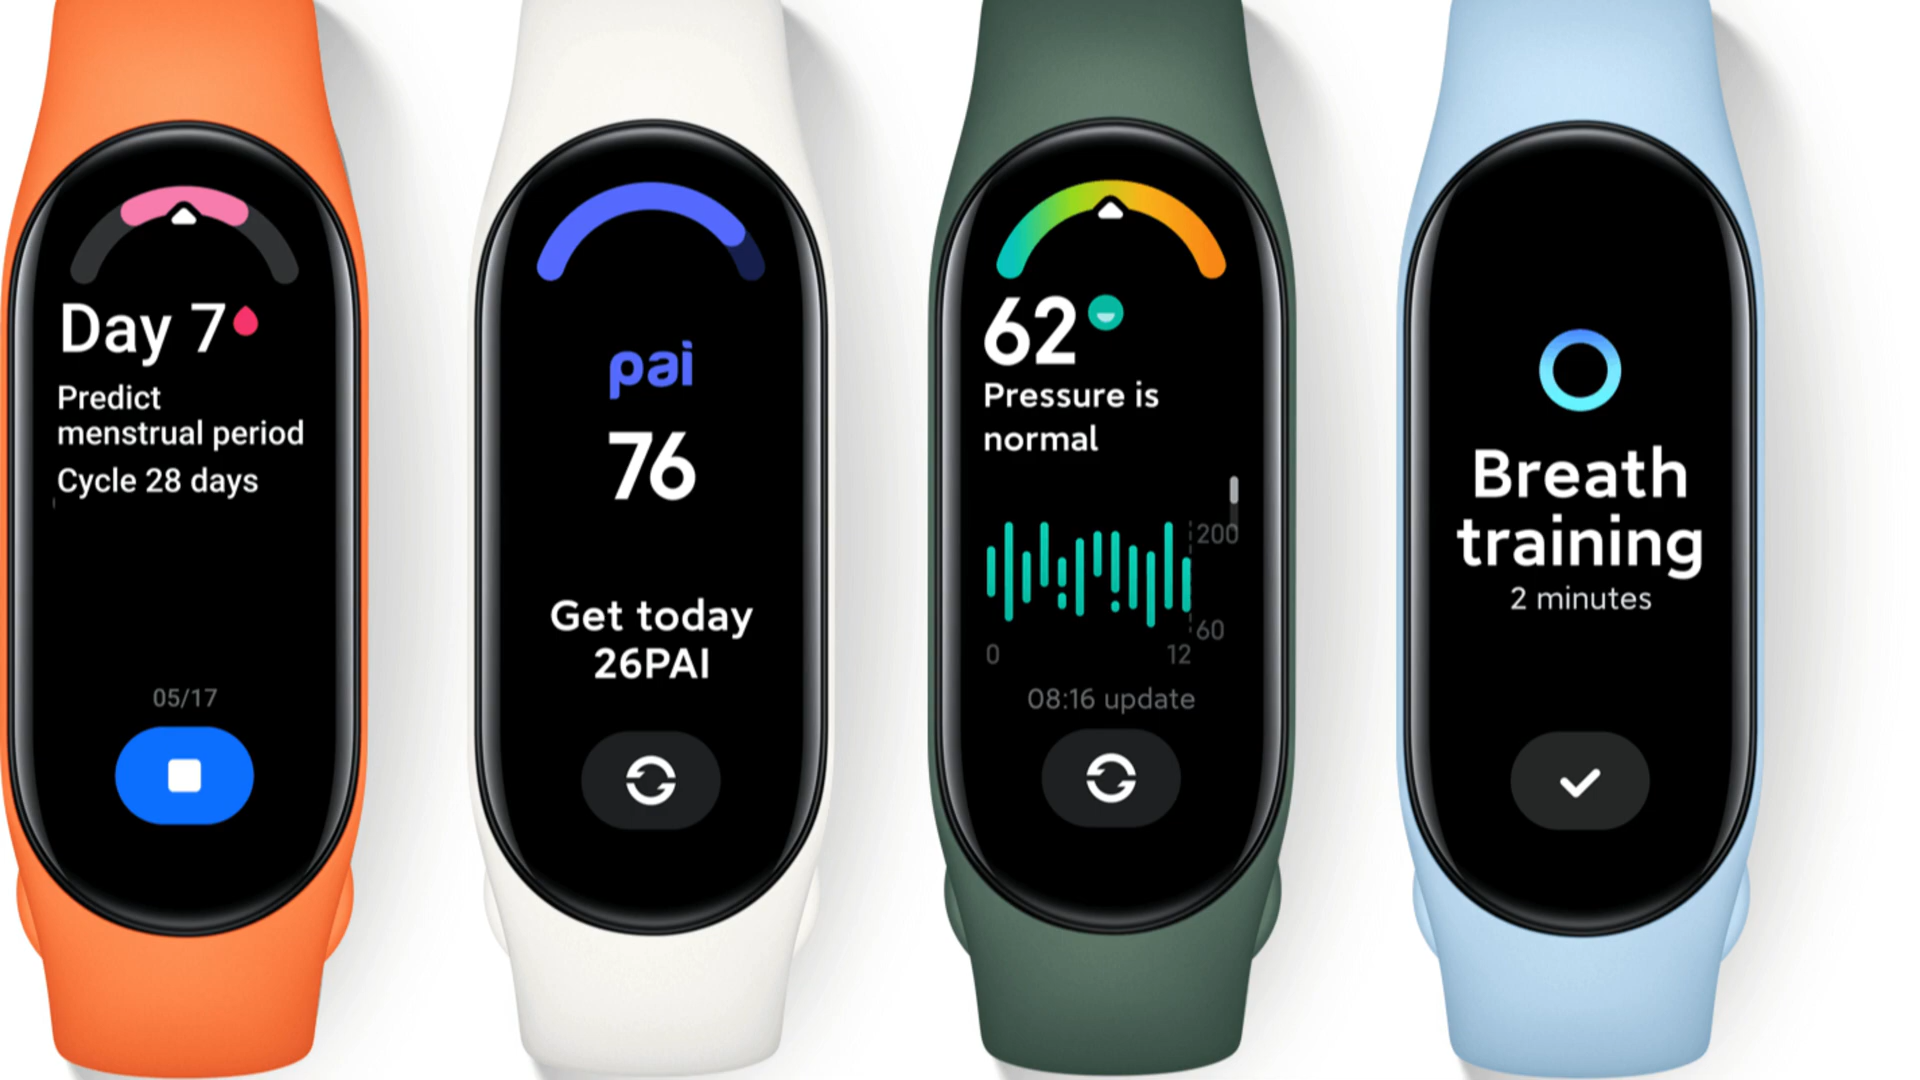 Day 7
Predict
menstrual period
Cycle 28 days
05/17
pai
76
Get today
26PAI
62
Pressure is
normal
200
60
0
12
08:16 update
Breath
training
2 minutes